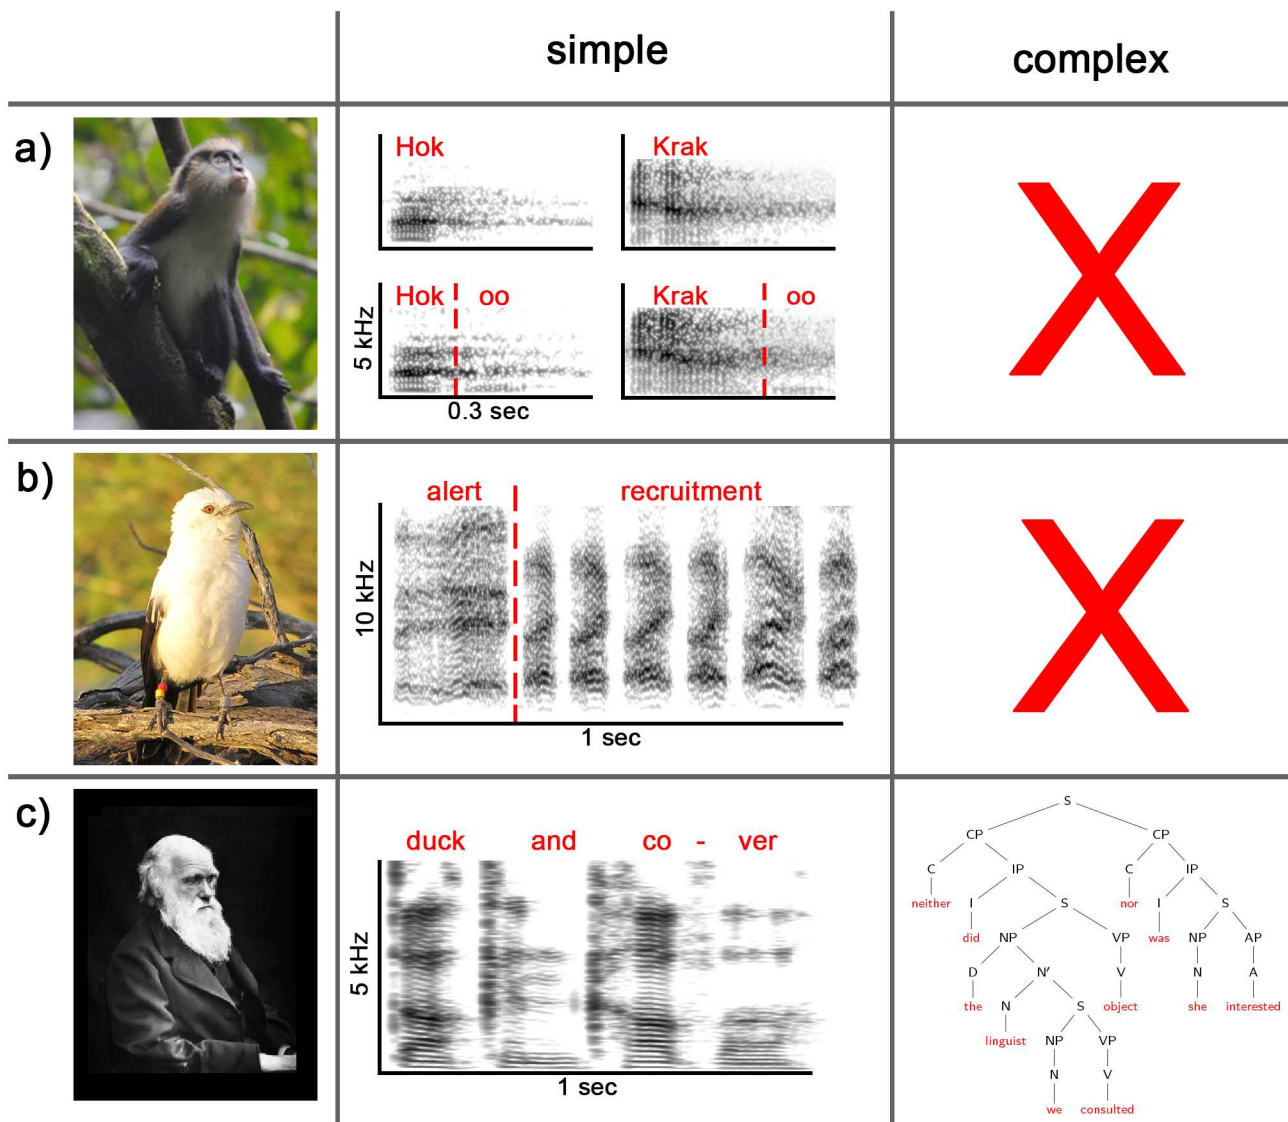 simple complex
a)
Hok Krak
Hok oo Krak oo
5 kHz
0.3 sec
b)
alert recruitment
10 kHz
1 sec
c)
duck and co - ver
5 kHz
1 sec
S
CP CP
C IP C IP
neither I S nor I S
did NP VP was NP AP
D N′ V N A
the N S object she interested
linguist NP VP
N V
we consulted